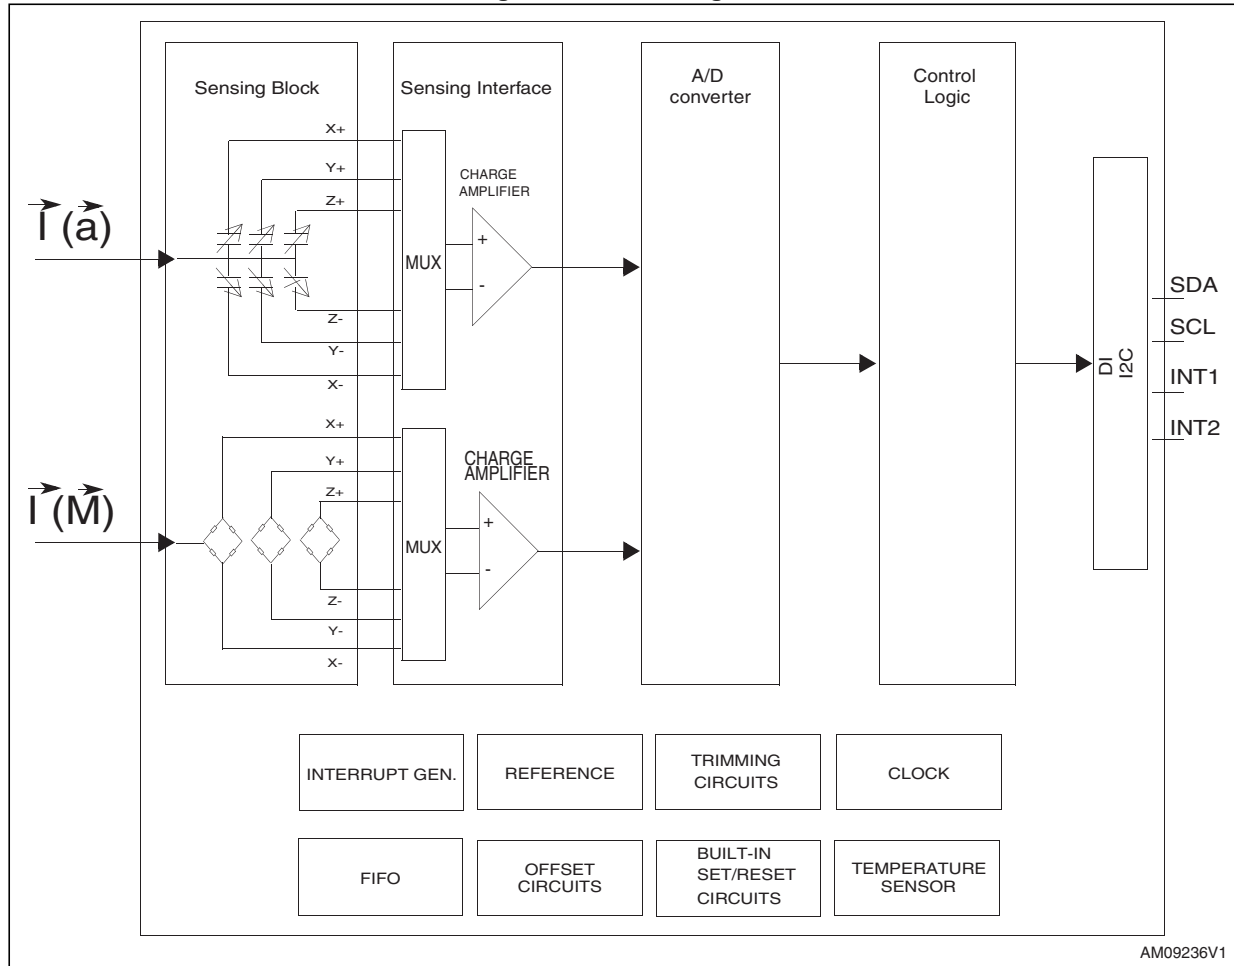 Sensing Block
Sensing Interface
A/D
converter
Control
Logic
X+
Y+
Z+
CHARGE
AMPLIFIER
I (a)
+
MUX
-
Z-
Y-
X-
DI
I2C
SDA
SCL
INT1
INT2
X+
Y+
Z+
CHARGE
AMPLIFIER
I (M)
+
MUX
-
Z-
Y-
X-
INTERRUPT GEN.
REFERENCE
TRIMMING
CIRCUITS
CLOCK
FIFO
OFFSET
CIRCUITS
BUILT-IN
SET/RESET
CIRCUITS
TEMPERATURE
SENSOR
AM09236V1